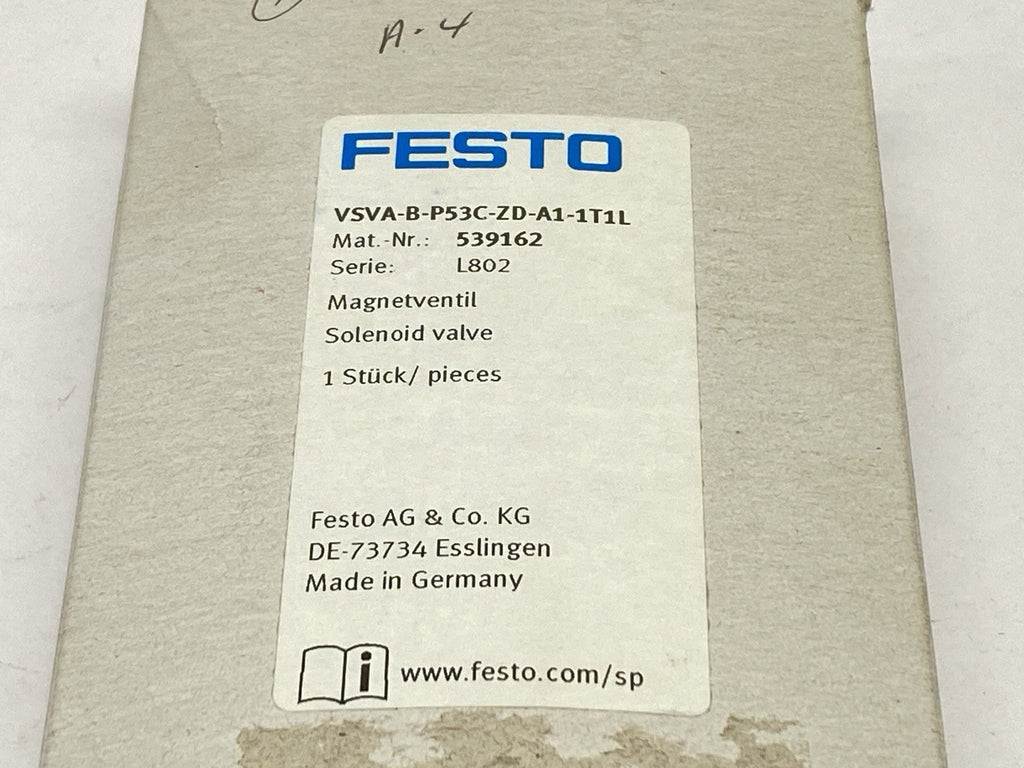 A-4
FESTO
VSVA-B-P53C-ZD-A1-1T1L
Mat.-Nr.: 539162
Serie: L802
Magnetventil
Solenoid valve
1 Stück/ pieces
Festo AG & Co. KG
DE-73734 Esslingen
Made in Germany
i www.festo.com/sp